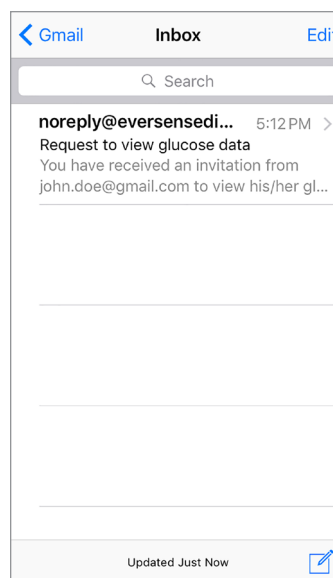 Gmail Inbox Edit
Search
noreply@eversensedi... 5:12 PM
Request to view glucose data
You have received an invitation from
john.doe@gmail.com to view his/her gl...
Updated Just Now